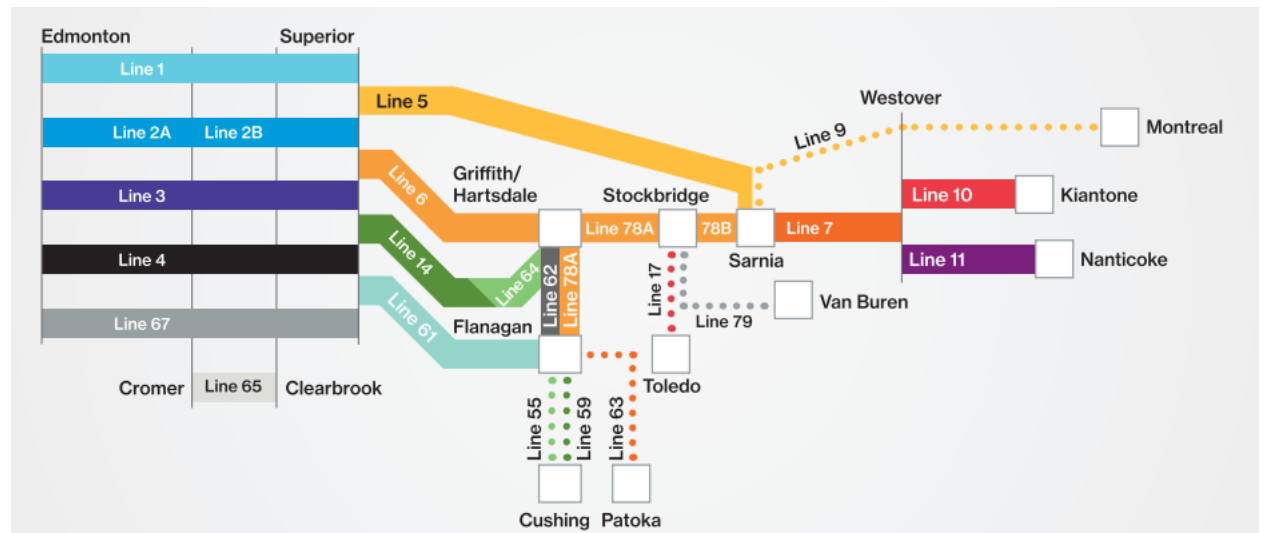 Edmonton
Superior
Line 1
Line 5
Westover
Line 2A
Line 2B
Line 9
Montreal
Griffith/
Hartsdale
Stockbridge
Line 6
Line 3
Line 10
Kiantone
Line 78A
78B
Line 7
Line 14
Line 4
Sarnia
Line 11
Nanticoke
Line 64
Line 62
Line 78A
Line 17
Van Buren
Line 67
Line 61
Flanagan
Line 79
Cromer
Line 65
Clearbrook
Toledo
Line 55
Line 59
Line 63
Cushing
Patoka